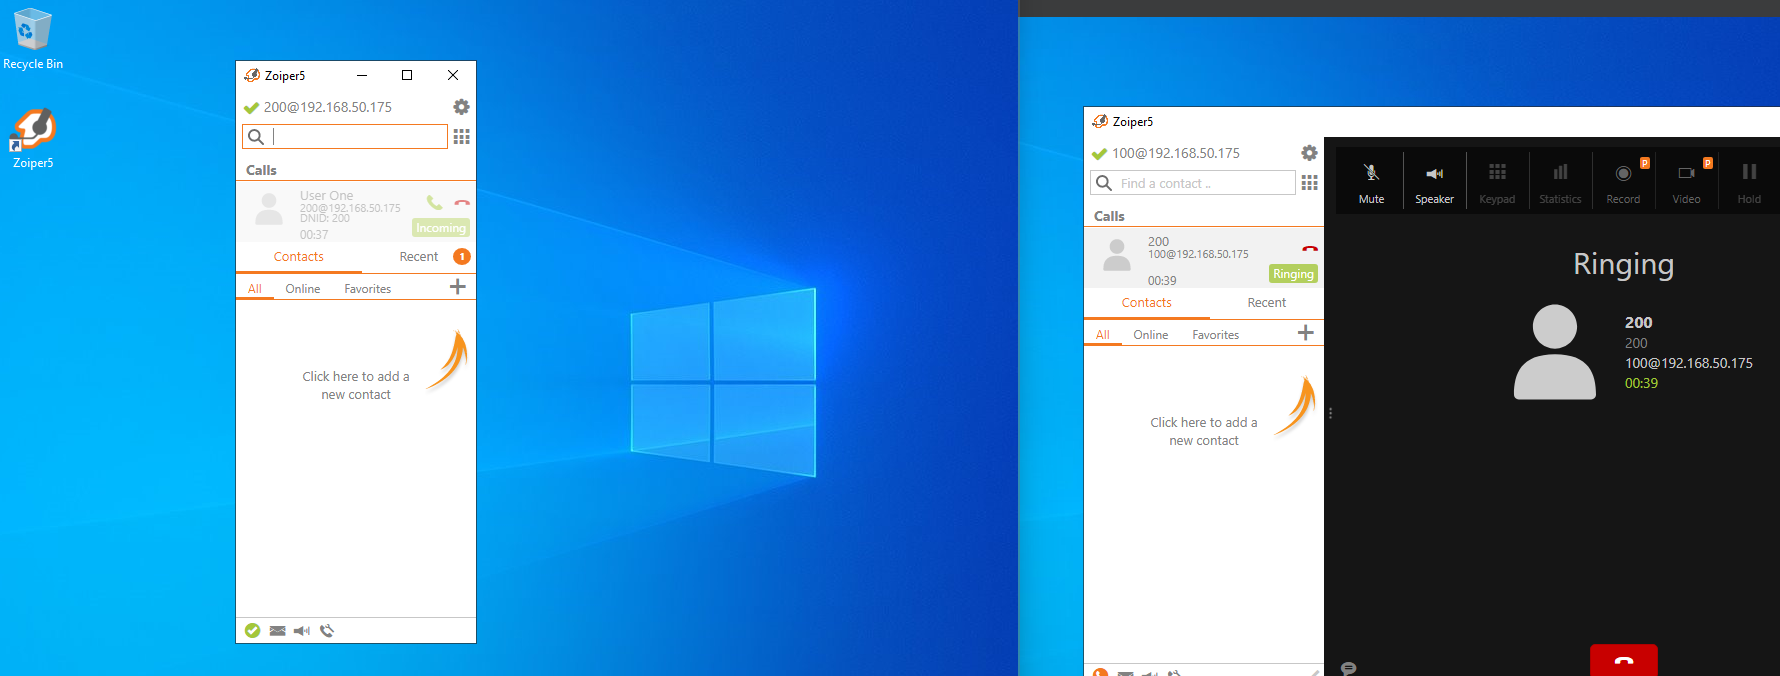 Recycle Bin
Zoiper5
Zoiper5
200@192.168.50.175
Calls
User One
200@192.168.50.175
DNID: 200
00:37
Incoming
Contacts
Recent
1
All
Online
Favorites
Click here to add a
new contact
Zoiper5
100@192.168.50.175
Find a contact ..
Calls
200
100@192.168.50.175
00:39
Ringing
Contacts
Recent
All
Online
Favorites
Click here to add a
new contact
Mute
Speaker
Keypad
Statistics
P
Record
P
Video
Hold
Ringing
200
200
100@192.168.50.175
00:39